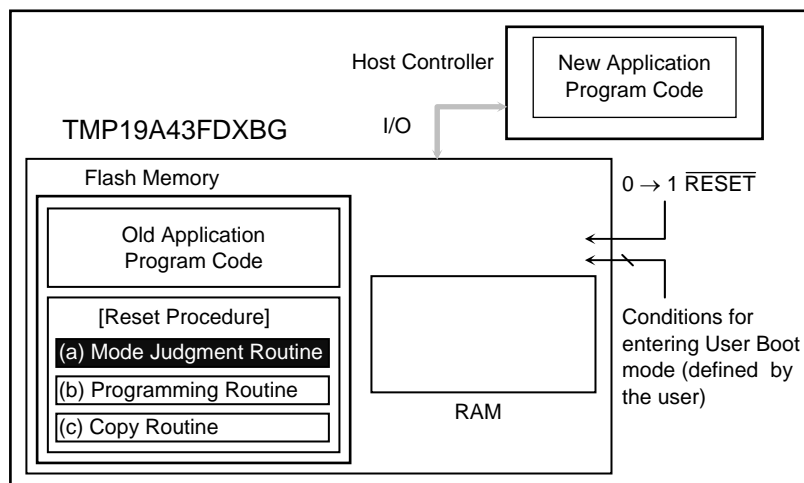 Host Controller
New Application
Program Code
TMP19A43FDXBG
I/O
Flash Memory
0 → 1 RESET
Old Application
Program Code
[Reset Procedure]
(a) Mode Judgment Routine
(b) Programming Routine
(c) Copy Routine
RAM
Conditions for
entering User Boot
mode (defined by
the user)